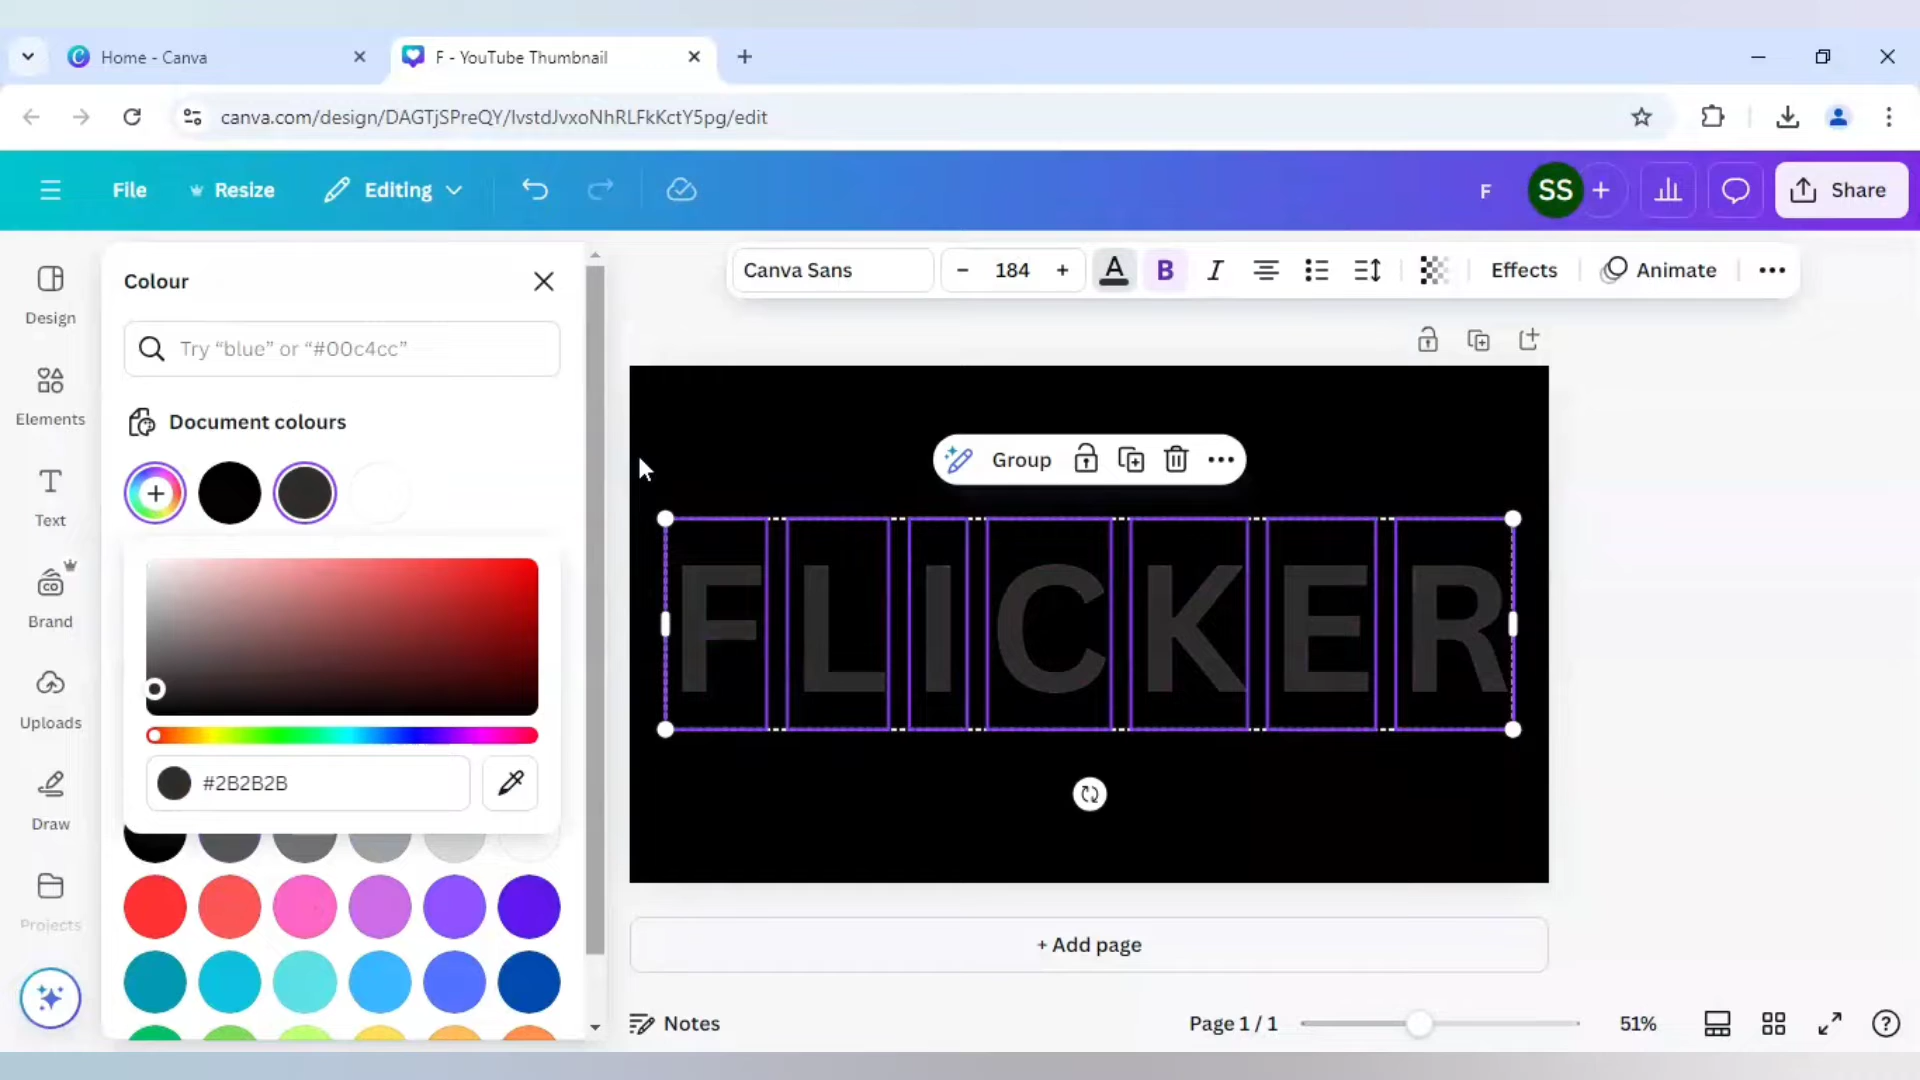 Home - Canva
F - YouTube Thumbnail
canva.com/design/DAGTjSPreQY/lvstdJvxoNhRLFkKctY5pg/edit
File
Resize
Editing
F
SS
Share
Design
Elements
Text
Brand
Uploads
Draw
Projects
Colour
Try “blue” or “#00c4cc”
Document colours
#2B2B2B
Canva Sans
184
A
B
I
Effects
Animate
Group
FLICKER
+ Add page
Notes
Page 1 / 1
51%